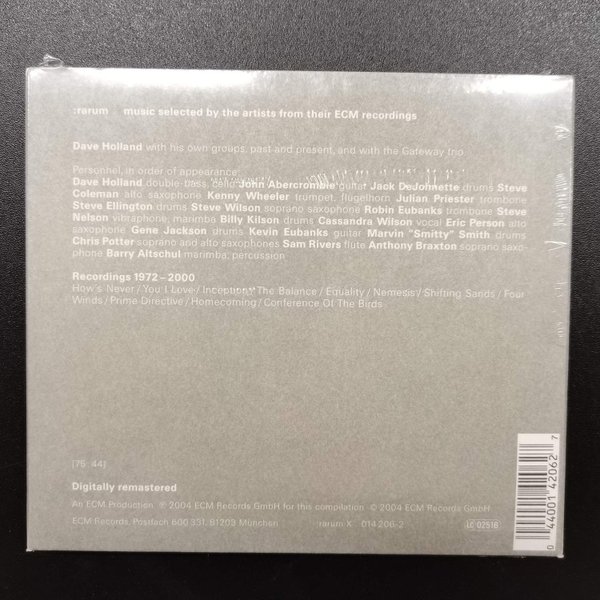 :rarum music selected by the artists from their ECM recordings
Dave Holland with his own groups, past and present, and with the Gateway trio
Personnel, in order of appearance:
Dave Holland double-bass, cello John Abercrombie guitar Jack DeJohnette drums Steve
Coleman alto saxophone Kenny Wheeler trumpet, flugelhorn Julian Priester trombone
Steve Ellington drums Steve Wilson soprano saxophone Robin Eubanks trombone Steve
Nelson vibraphone, marimba Billy Kilson drums Cassandra Wilson vocal Eric Person alto
saxophone Gene Jackson drums Kevin Eubanks guitar Marvin "Smitty" Smith drums
Chris Potter soprano and alto saxophones Sam Rivers flute Anthony Braxton soprano saxo-
phone Barry Altschul marimba, percussion
Recordings 1972–2000
How's Never / You I Love / Inception / The Balance / Equality / Nemesis / Shifting Sands / Four
Winds / Prime Directive / Homecoming / Conference Of The Birds
[75:44]
Digitally remastered
An ECM Production ℗ 2004 ECM Records GmbH for this compilation © 2004 ECM Records GmbH
ECM Records, Postfach 600 331, 81203 München :rarum X 014 206-2 LC 02516
0 44001 42062 7